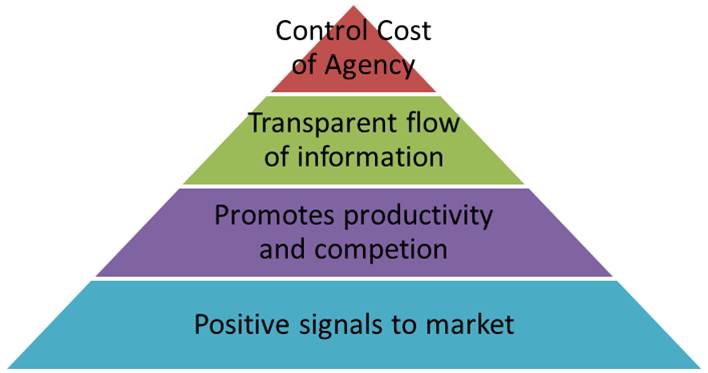 Control Cost
of Agency
Transparent flow
of information
Promotes productivity
and competion
Positive signals to market